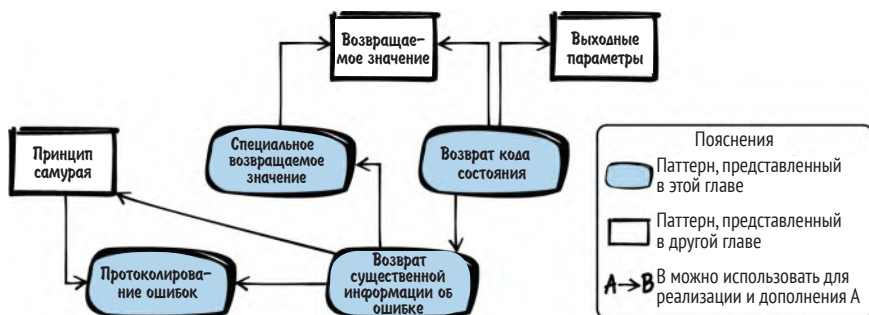 Возвращае-
мое значение
Выходные
параметры
Принцип
самурая
Специальное
возвращаемое
значение
Возврат кода
состояния
Протоколирова-
ние ошибок
Возврат
существенной
информации об
ошибке
Пояснения
Паттерн, представленный
в этой главе
Паттерн, представленный
в другой главе
A→B В можно использовать для
реализации и дополнения А